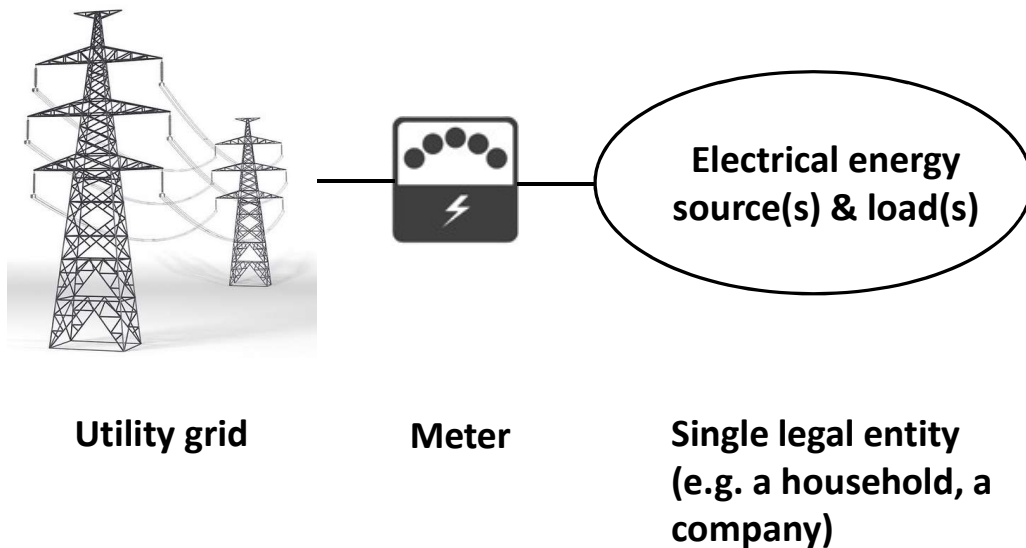 Electrical energy
source(s) & load(s)
Utility grid
Meter
Single legal entity
(e.g. a household, a
company)